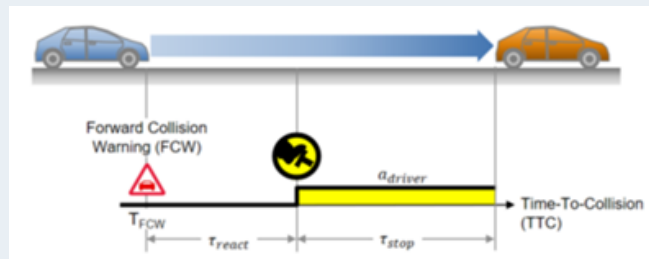 Forward Collision
Warning (FCW)
a_driver
T_FCW
Time-To-Collision
(TTC)
τ_react
τ_stop